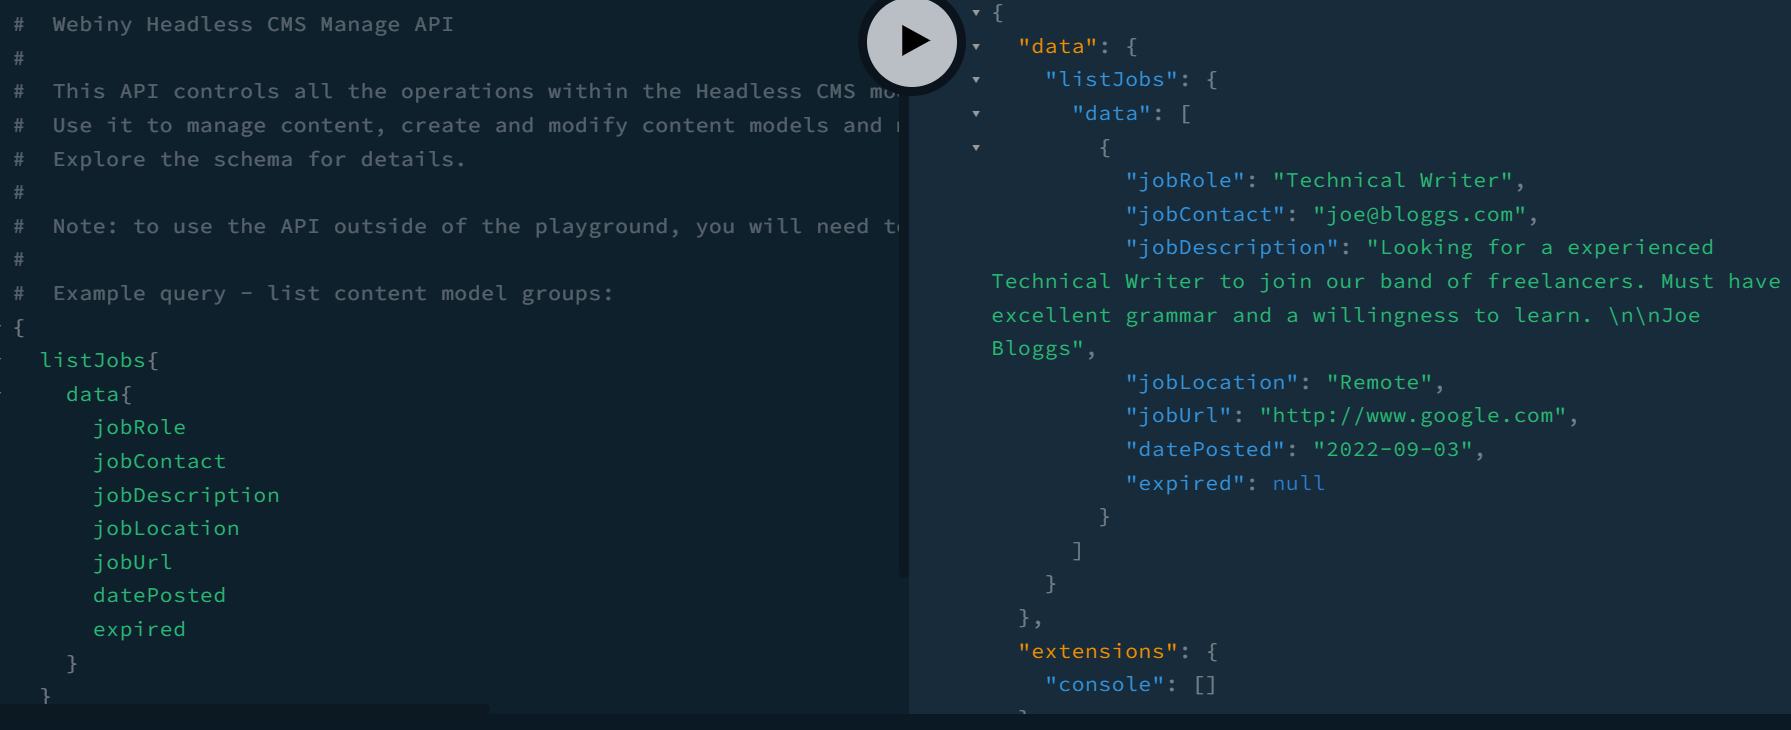 # Webiny Headless CMS Manage API
#
# This API controls all the operations within the Headless CMS
# Use it to manage content, create and modify content models and
# Explore the schema for details.
#
# Note: to use the API outside of the playground, you will need
#
# Example query - list content model groups:
{
listJobs{
data{
jobRole
jobContact
jobDescription
jobLocation
jobUrl
datePosted
expired
}
}
{
"data": {
"listJobs": {
"data": [
{
"jobRole": "Technical Writer",
"jobContact": "joe@bloggs.com",
"jobDescription": "Looking for a experienced
Technical Writer to join our band of freelancers. Must have
excellent grammar and a willingness to learn. \n\nJoe
Bloggs",
"jobLocation": "Remote",
"jobUrl": "http://www.google.com",
"datePosted": "2022-09-03",
"expired": null
}
]
}
},
"extensions": {
"console": []
}